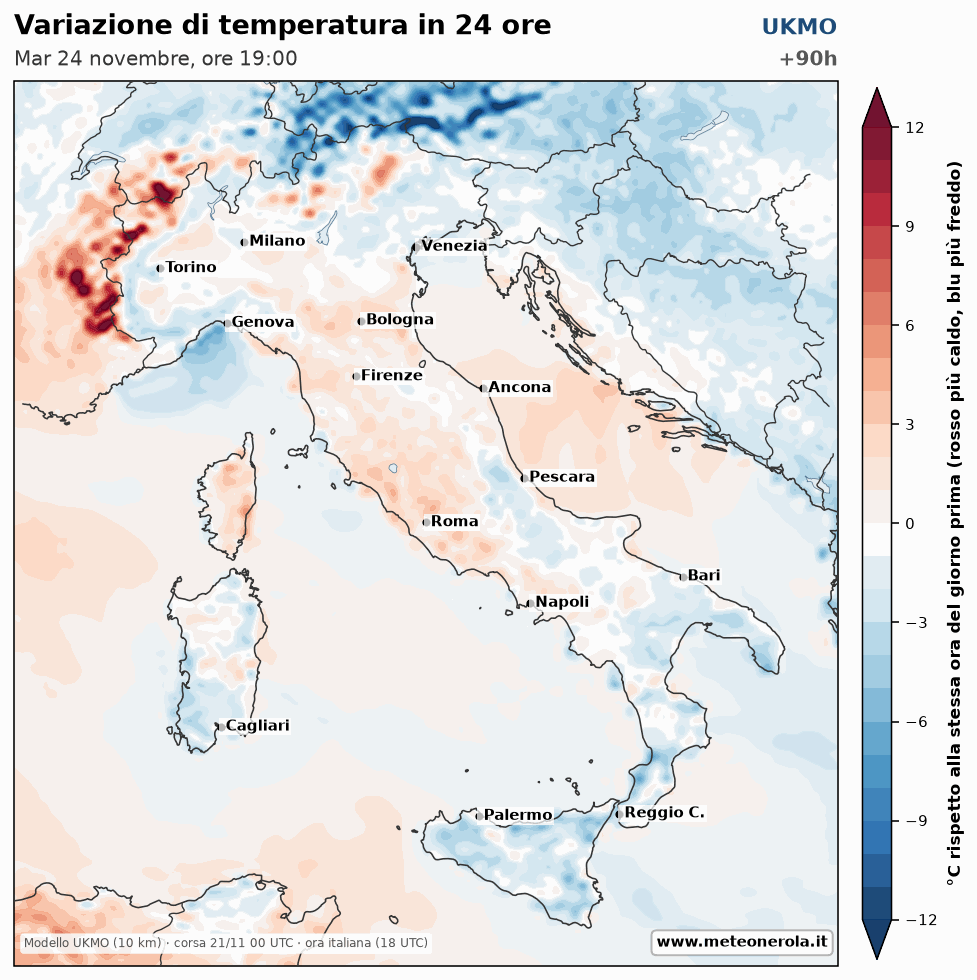 Variazione di temperatura in 24 ore
UKMO
Mar 24 novembre, ore 19:00
+90h
Milano
Venezia
Torino
Genova
Bologna
Firenze
Ancona
Pescara
Roma
Bari
Napoli
Cagliari
Palermo
Reggio C.
12
9
6
3
0
−3
−6
−9
−12
°C rispetto alla stessa ora del giorno prima (rosso più caldo, blu più freddo)
Modello UKMO (10 km) · corsa 21/11 00 UTC · ora italiana (18 UTC)
www.meteonerola.it